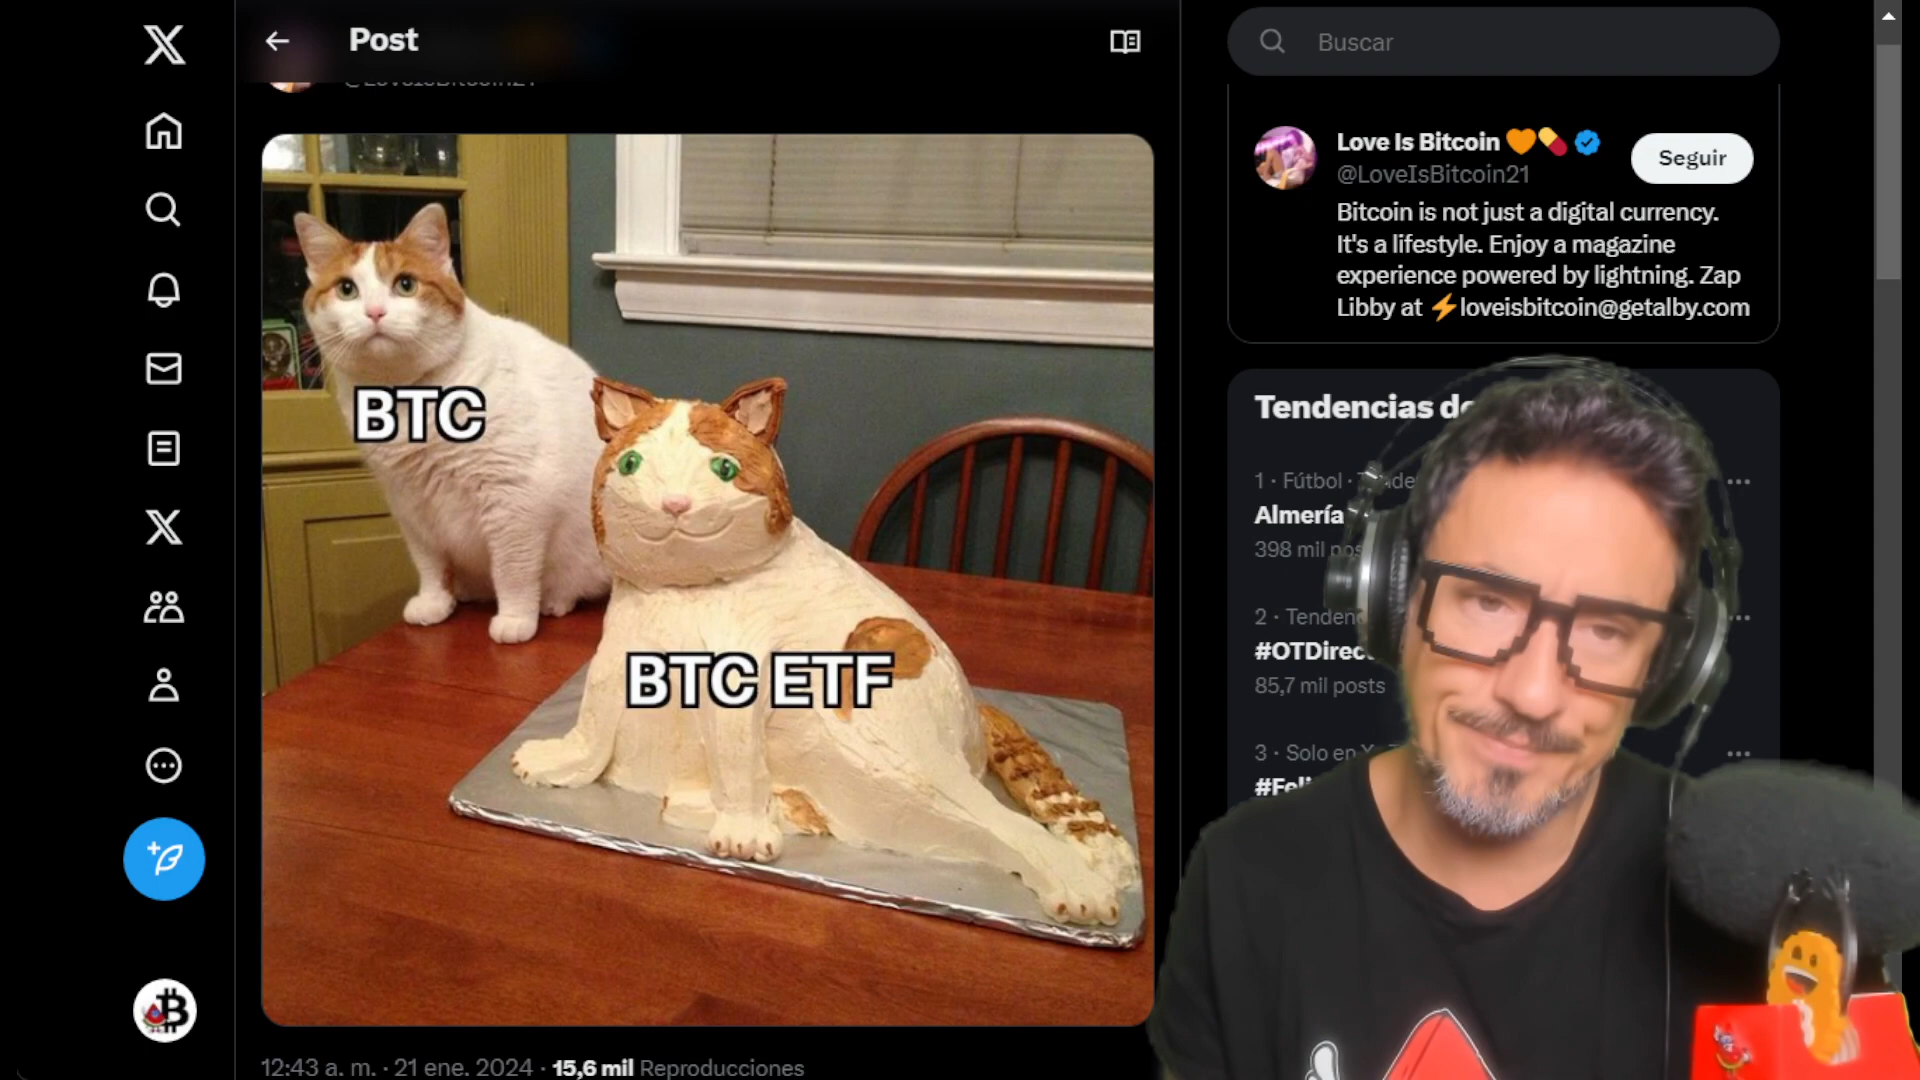 Post
Buscar
@LoveIsBitcoin21
Love Is Bitcoin
@LoveIsBitcoin21
Seguir
Bitcoin is not just a digital currency.
It's a lifestyle. Enjoy a magazine
experience powered by lightning. Zap
Libby at ⚡loveisbitcoin@getalby.com
BTC
BTC ETF
Tendencias
1 · Fútbol ·
Almería
398 mil
2 ·
85,7 mil posts
3 · Solo en
12:43 a. m. · 21 ene. 2024 · 15,6 mil Reproducciones